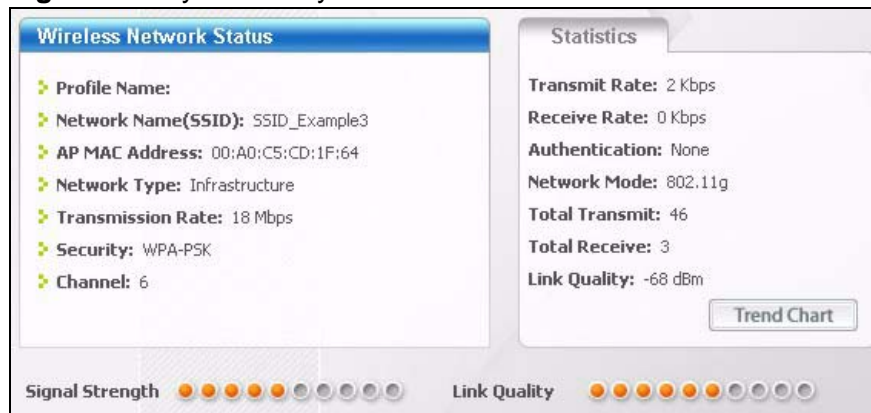 Wireless Network Status
Profile Name:
Network Name(SSID): SSID_Example3
AP MAC Address: 00:A0:C5:CD:1F:64
Network Type: Infrastructure
Transmission Rate: 18 Mbps
Security: WPA-PSK
Channel: 6
Statistics
Transmit Rate: 2 Kbps
Receive Rate: 0 Kbps
Authentication: None
Network Mode: 802.11g
Total Transmit: 46
Total Receive: 3
Link Quality: -68 dBm
Trend Chart
Signal Strength
Link Quality